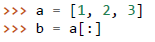 >>> a = [1, 2, 3]
>>> b = a[:]